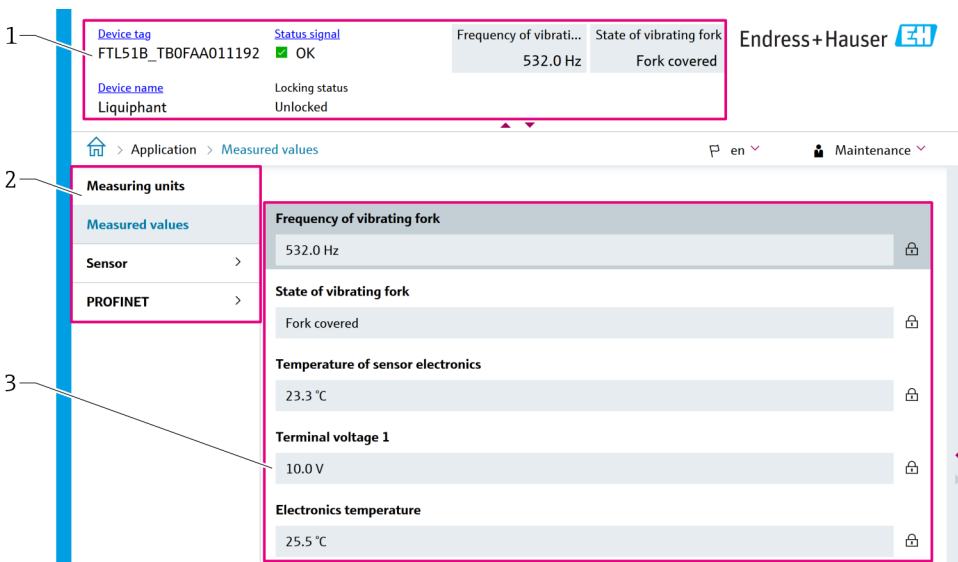 1
Device tag Status signal Frequency of vibrati... State of vibrating fork
FTL51B_TB0FAA011192 OK 532.0 Hz Fork covered
Endress+Hauser EH
Device name Locking status
Liquiphant Unlocked
> Application > Measured values en Maintenance
2
Measuring units
Measured values
Sensor >
PROFINET >
Frequency of vibrating fork
532.0 Hz
State of vibrating fork
Fork covered
Temperature of sensor electronics
23.3 °C
3
Terminal voltage 1
10.0 V
Electronics temperature
25.5 °C